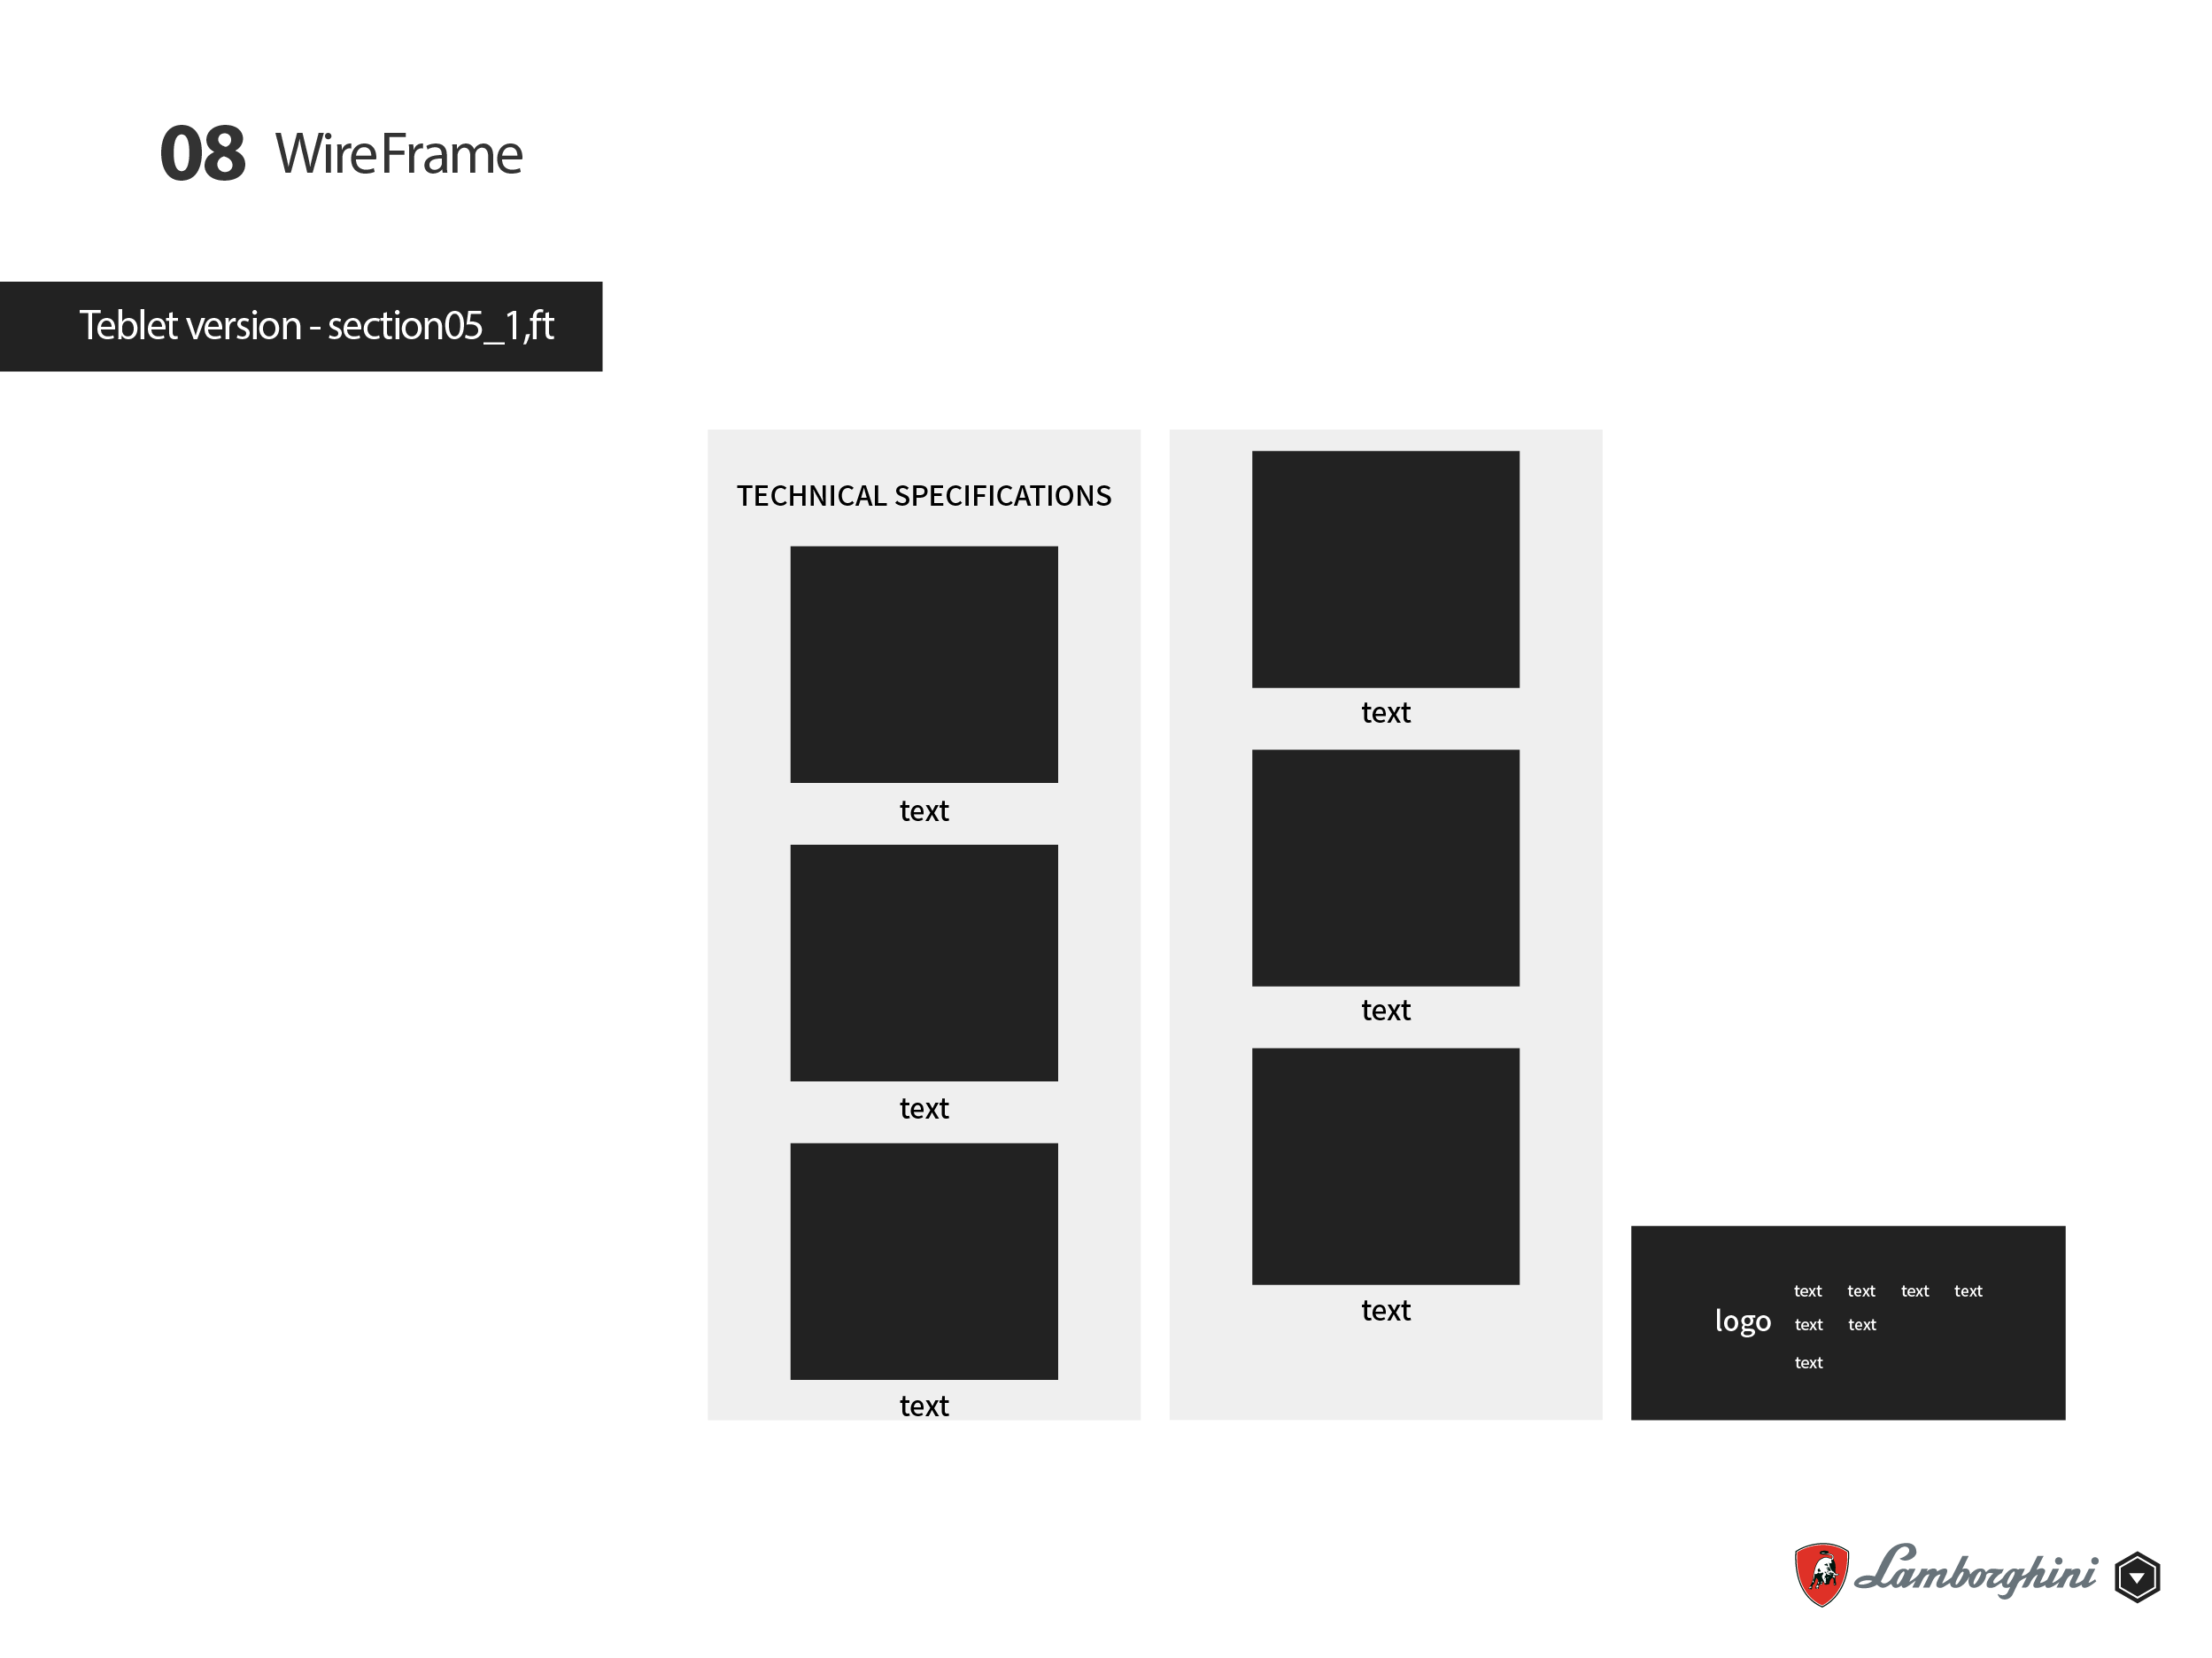 08 WireFrame
Teblet version - section05_1,ft
TECHNICAL SPECIFICATIONS
text
text
text
text
text
text
logo
text text text text
text text
text
Lamborghini